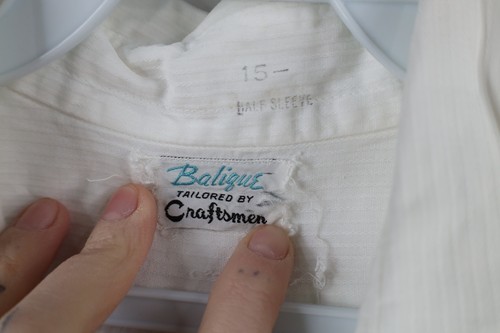 15-
HALF SLEEVE
Balique
TAILORED BY
Craftsmen